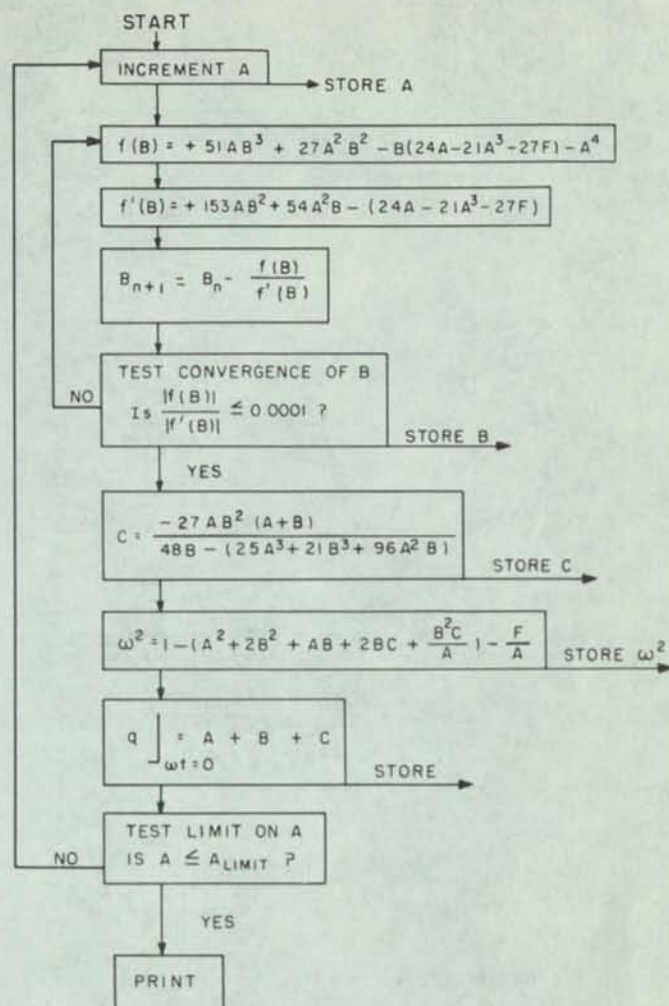 START
INCREMENT A
STORE A
f(B) = + 51AB³ + 27A²B² – B(24A–21A³–27F) – A⁴
f'(B) = + 153AB² + 54A²B – (24A – 21A³–27F)
Bₙ₊₁ = Bₙ – f(B) / f'(B)
TEST CONVERGENCE OF B
NO
Is |f(B)| / |f'(B)| ≤ 0.0001 ?
STORE B
YES
C = –27AB² (A+B) / 48B – (25A³+21B³+96A²B)
STORE C
ω² = 1 – (A²+2B² + AB + 2BC + B²C / A) – F / A
STORE ω²
q ] ωt=0 = A + B + C
STORE
TEST LIMIT ON A
NO
IS A ≤ A LIMIT ?
YES
PRINT